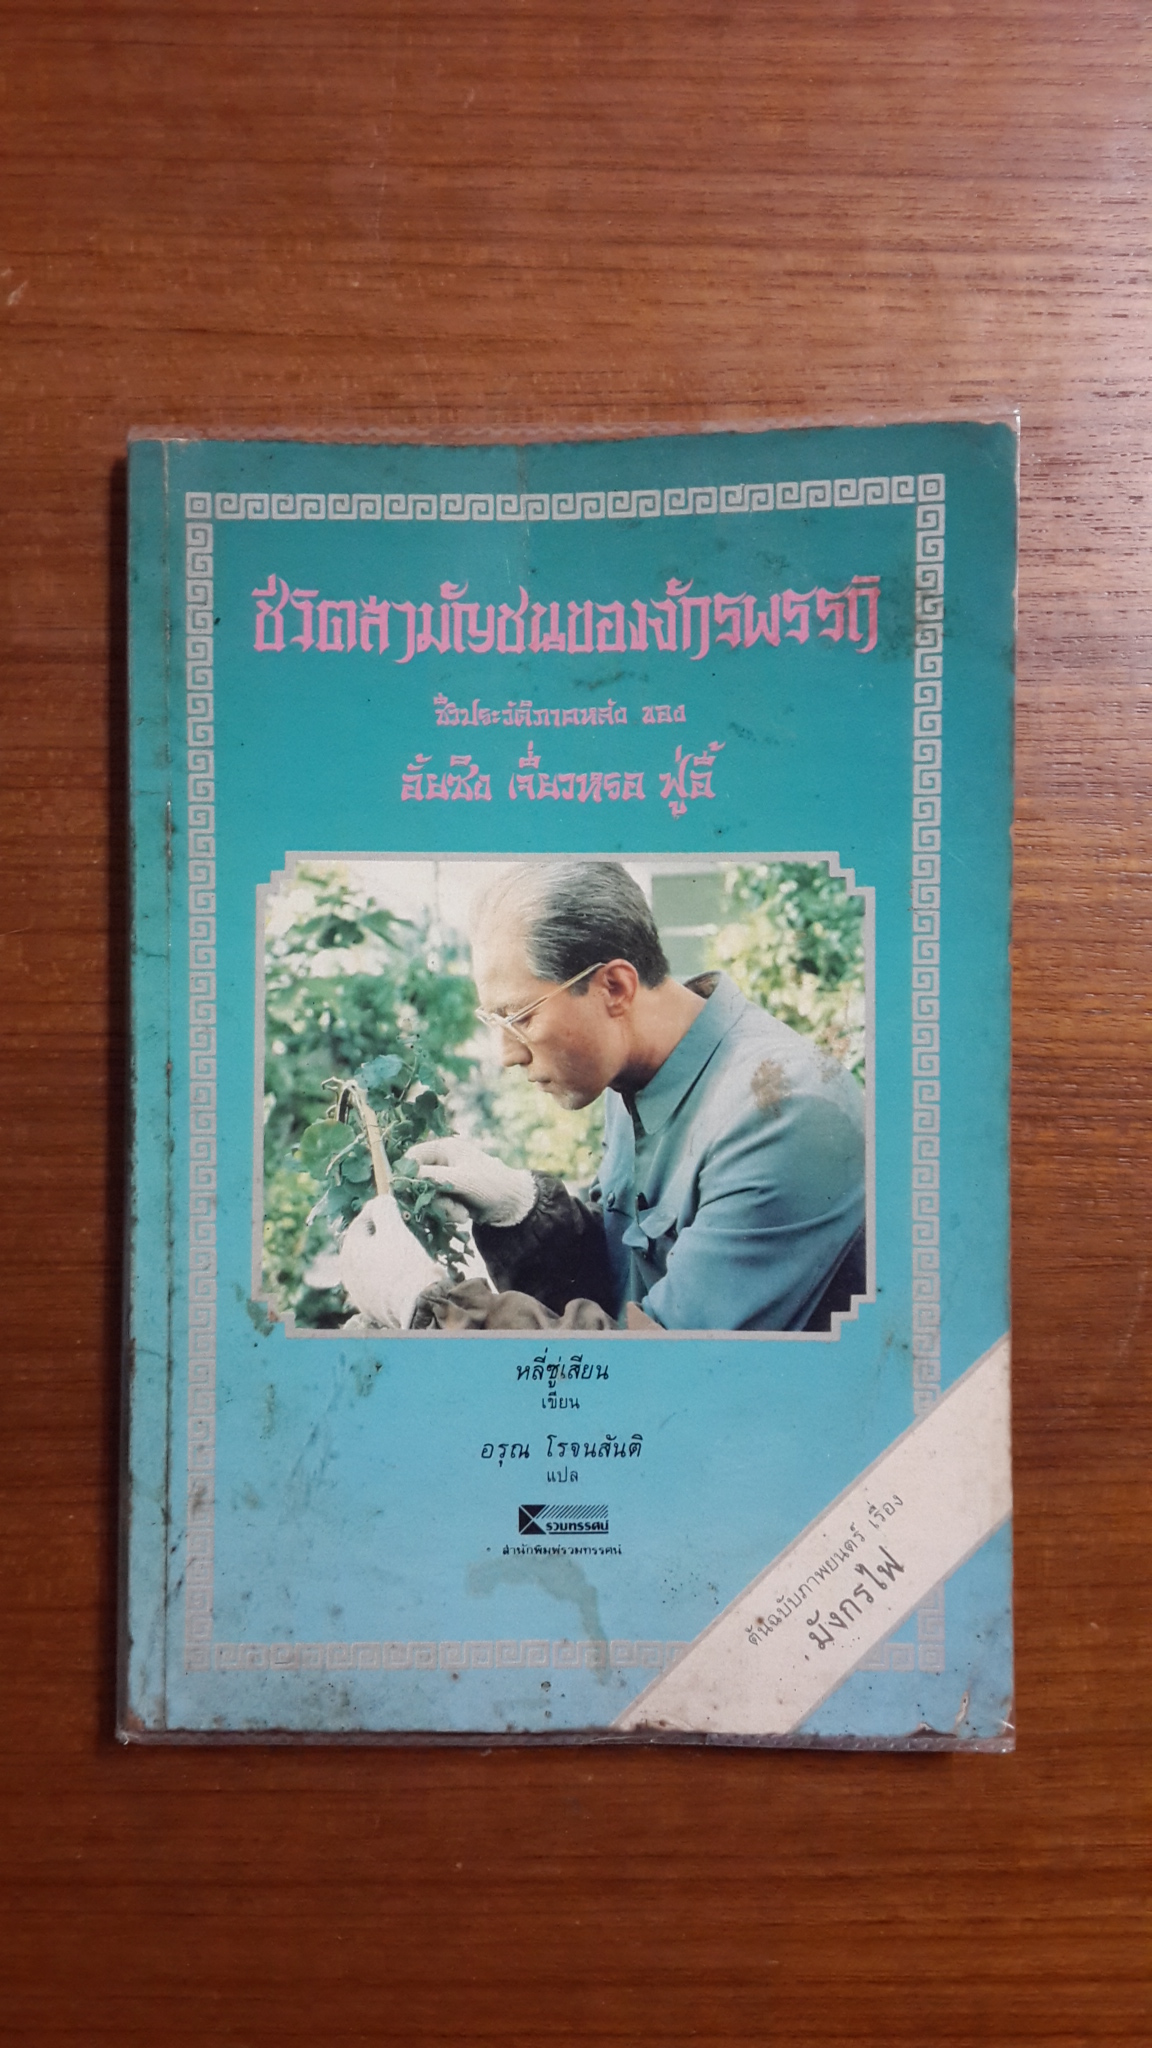 ชีวิตสามัญชนของจักรพรรดิ
ชีวประวัติภาคหลัง ของ
อั้ยซิง เจี๋ยวหรอ ฟู่อี้
หลี่ซู่เสียน
เขียน
อรุณ โรจนสันติ
แปล
รวมทรรศน์
สำนักพิมพ์รวมทรรศน์
ต้นฉบับภาพยนตร์ เรื่อง
มังกรไฟ